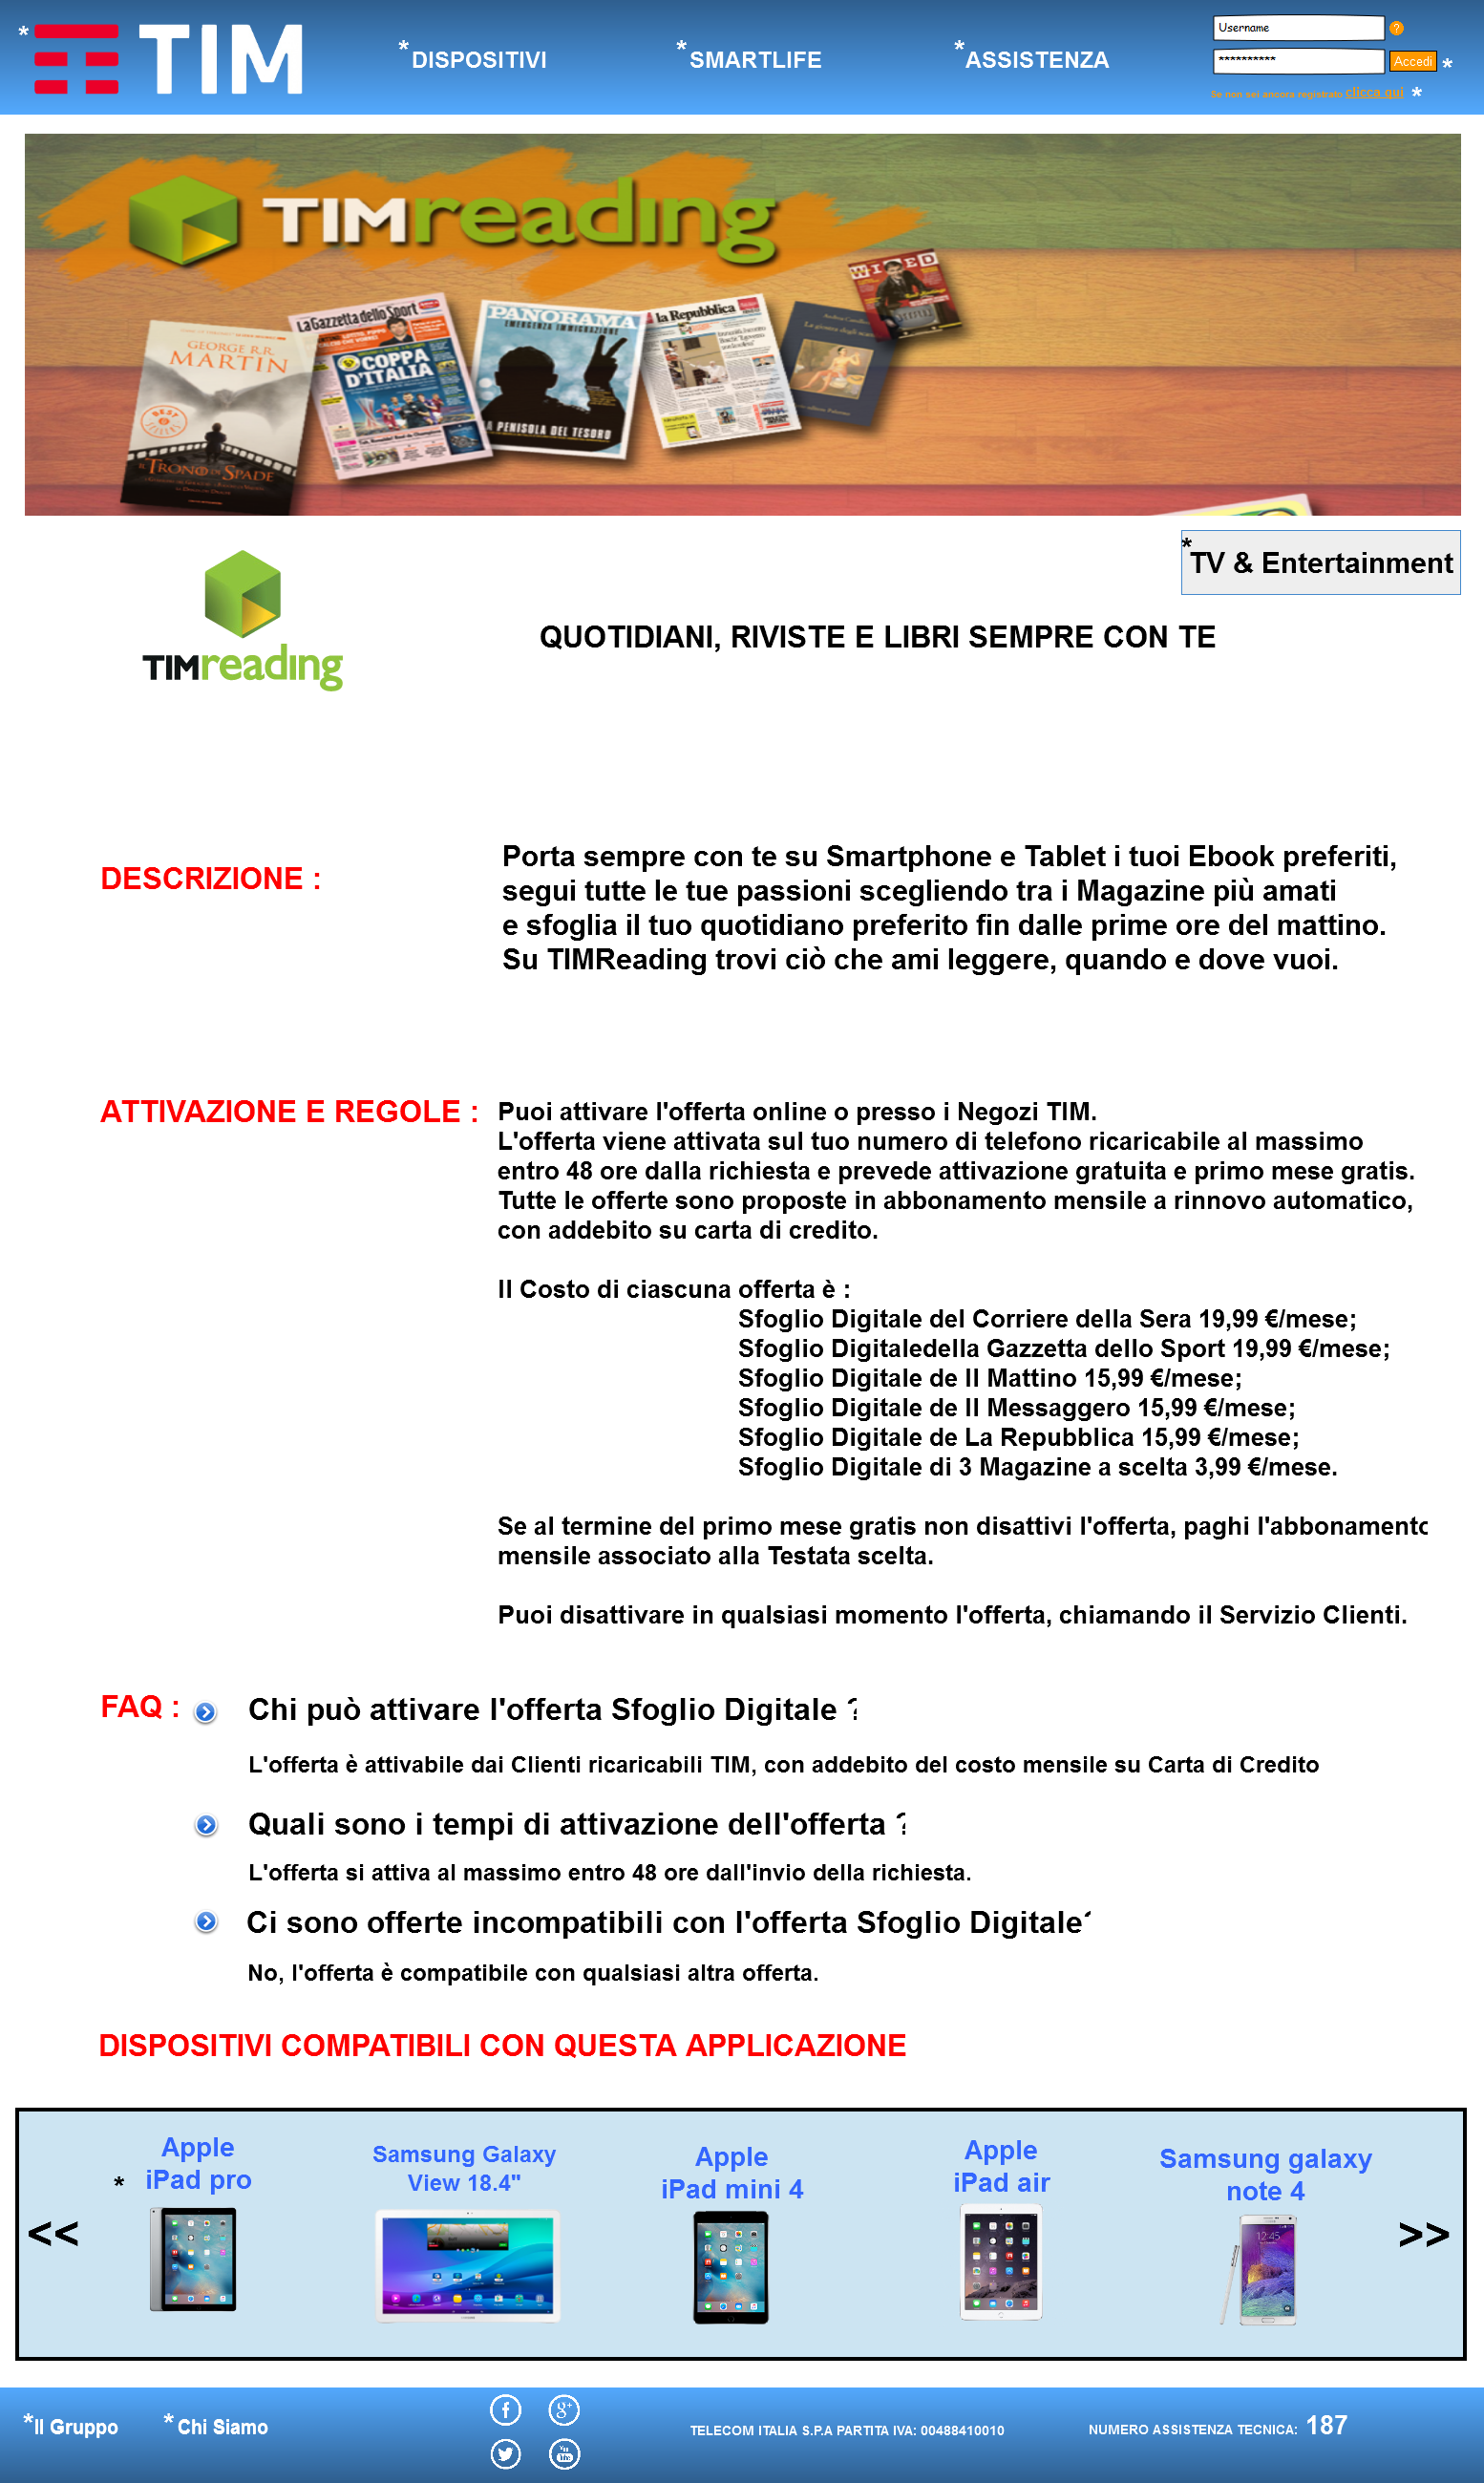 * TIM
*DISPOSITIVI
*SMARTLIFE
*ASSISTENZA
Username
?
**********
Accedi *
Se non sei ancora registrato clicca qui *
TIMreading
GEORGE R.R.
MARTIN
BEST SELLERS
IL TRONO DI SPADE
La Gazzetta dello Sport
COPPA
D'ITALIA
PANORAMA
EMERGENZA IMMIGRAZIONE
LA PENISOLA DEL TESORO
la Repubblica
WIRED
*TV & Entertainment
TIMreading
QUOTIDIANI, RIVISTE E LIBRI SEMPRE CON TE
DESCRIZIONE :
Porta sempre con te su Smartphone e Tablet i tuoi Ebook preferiti,
segui tutte le tue passioni scegliendo tra i Magazine più amati
e sfoglia il tuo quotidiano preferito fin dalle prime ore del mattino.
Su TIMReading trovi ciò che ami leggere, quando e dove vuoi.
ATTIVAZIONE E REGOLE :
Puoi attivare l'offerta online o presso i Negozi TIM.
L'offerta viene attivata sul tuo numero di telefono ricaricabile al massimo
entro 48 ore dalla richiesta e prevede attivazione gratuita e primo mese gratis.
Tutte le offerte sono proposte in abbonamento mensile a rinnovo automatico,
con addebito su carta di credito.
Il Costo di ciascuna offerta è :
Sfoglio Digitale del Corriere della Sera 19,99 €/mese;
Sfoglio Digitaledella Gazzetta dello Sport 19,99 €/mese;
Sfoglio Digitale de Il Mattino 15,99 €/mese;
Sfoglio Digitale de Il Messaggero 15,99 €/mese;
Sfoglio Digitale de La Repubblica 15,99 €/mese;
Sfoglio Digitale di 3 Magazine a scelta 3,99 €/mese.
Se al termine del primo mese gratis non disattivi l'offerta, paghi l'abbonamento
mensile associato alla Testata scelta.
Puoi disattivare in qualsiasi momento l'offerta, chiamando il Servizio Clienti.
FAQ :
Chi può attivare l'offerta Sfoglio Digitale ?
L'offerta è attivabile dai Clienti ricaricabili TIM, con addebito del costo mensile su Carta di Credito
Quali sono i tempi di attivazione dell'offerta ?
L'offerta si attiva al massimo entro 48 ore dall'invio della richiesta.
Ci sono offerte incompatibili con l'offerta Sfoglio Digitale?
No, l'offerta è compatibile con qualsiasi altra offerta.
DISPOSITIVI COMPATIBILI CON QUESTA APPLICAZIONE
<<
*
Apple
iPad pro
Samsung Galaxy
View 18.4"
Apple
iPad mini 4
Apple
iPad air
Samsung galaxy
note 4
12:45
>>
*Il Gruppo
*Chi Siamo
TELECOM ITALIA S.P.A PARTITA IVA: 00488410010
NUMERO ASSISTENZA TECNICA: 187